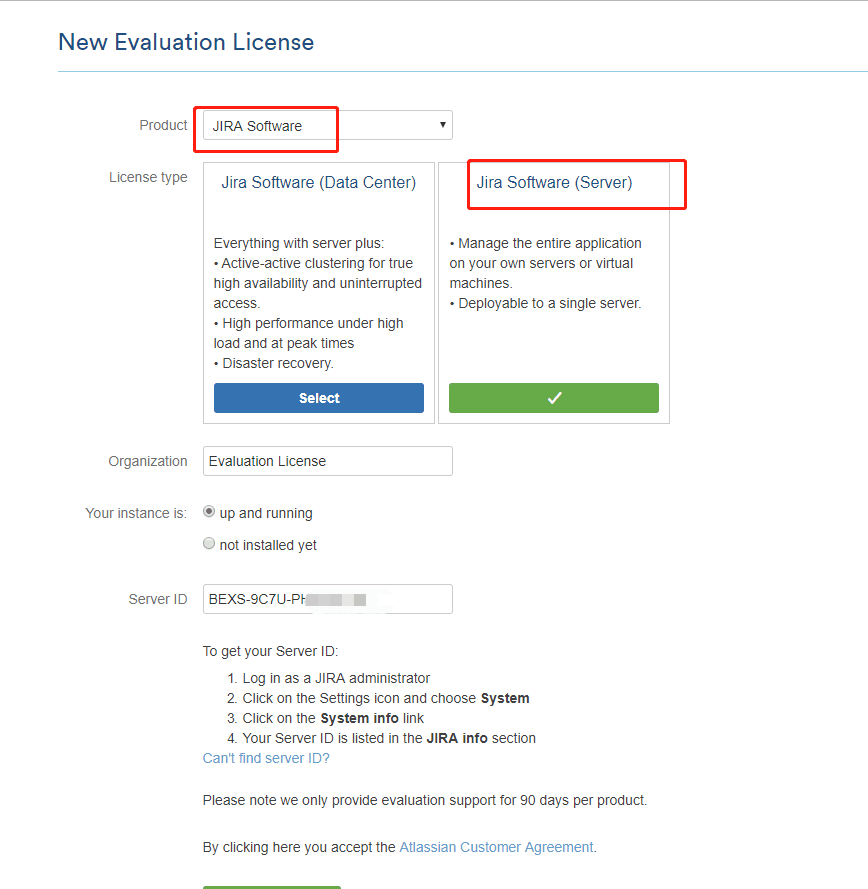 New Evaluation License
Product
JIRA Software
License type
Jira Software (Data Center)
Everything with server plus:
• Active-active clustering for true
high availability and uninterrupted
access.
• High performance under high
load and at peak times
• Disaster recovery.
Select
Jira Software (Server)
• Manage the entire application
on your own servers or virtual
machines.
• Deployable to a single server.
Organization
Evaluation License
Your instance is:
up and running
not installed yet
Server ID
BEXS-9C7U-P
To get your Server ID:
1. Log in as a JIRA administrator
2. Click on the Settings icon and choose System
3. Click on the System info link
4. Your Server ID is listed in the JIRA info section
Can't find server ID?
Please note we only provide evaluation support for 90 days per product.
By clicking here you accept the Atlassian Customer Agreement.